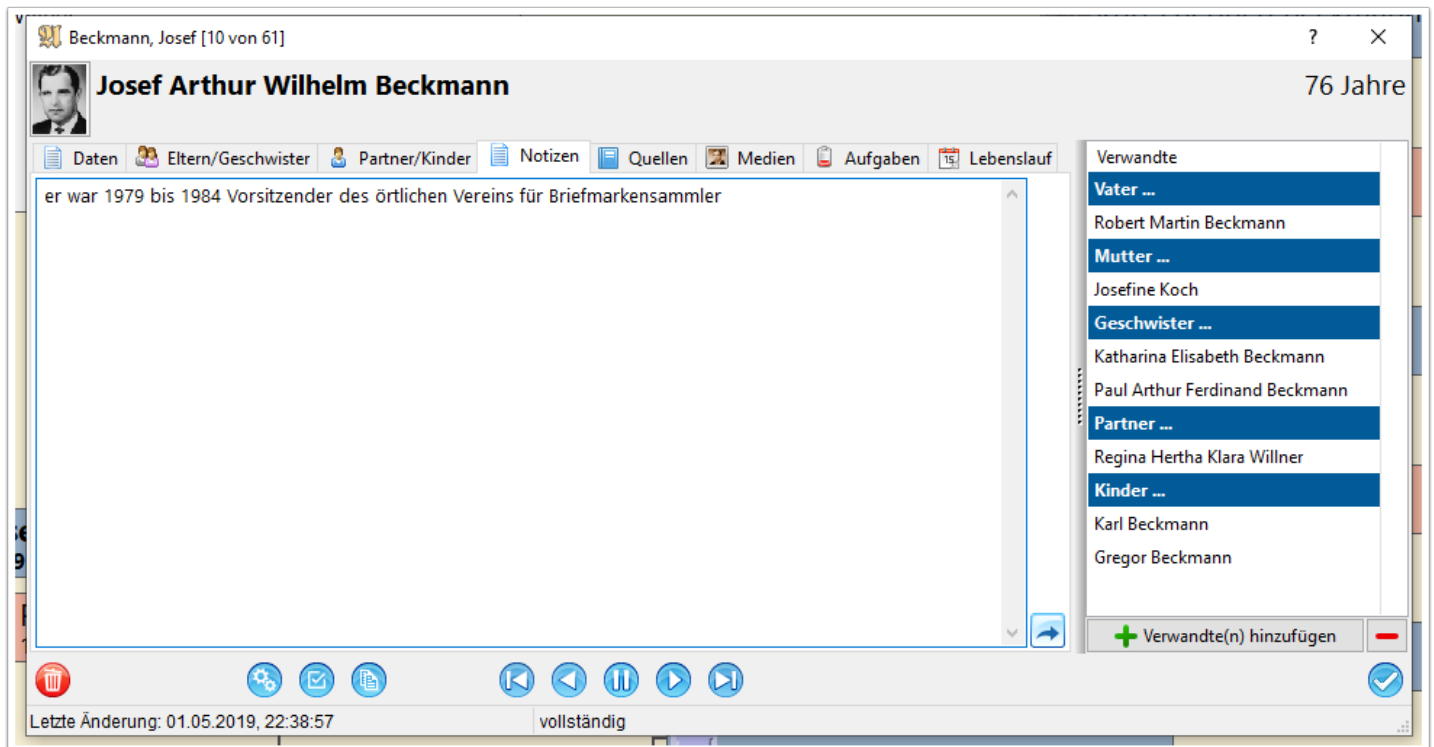 Beckmann, Josef [10 von 61]
?
Josef Arthur Wilhelm Beckmann
76 Jahre
Daten Eltern/Geschwister Partner/Kinder Notizen Quellen Medien Aufgaben Lebenslauf
er war 1979 bis 1984 Vorsitzender des örtlichen Vereins für Briefmarkensammler
Verwandte
Vater ...
Robert Martin Beckmann
Mutter ...
Josefine Koch
Geschwister ...
Katharina Elisabeth Beckmann
Paul Arthur Ferdinand Beckmann
Partner ...
Regina Hertha Klara Willner
Kinder ...
Karl Beckmann
Gregor Beckmann
Verwandte(n) hinzufügen
Letzte Änderung: 01.05.2019, 22:38:57
vollständig